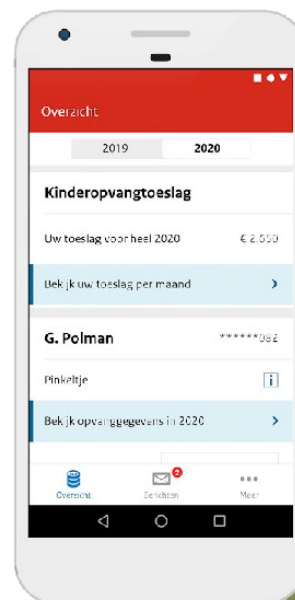 Overzicht
2019 2020
Kinderopvangtoeslag
Uw toeslag voor heel 2020 € 2.550
Bekijk uw toeslag per maand
G. Polman ******082
Pinkeltje i
Bekijk opvanggegevens in 2020
2
Overzicht Berichten Meer